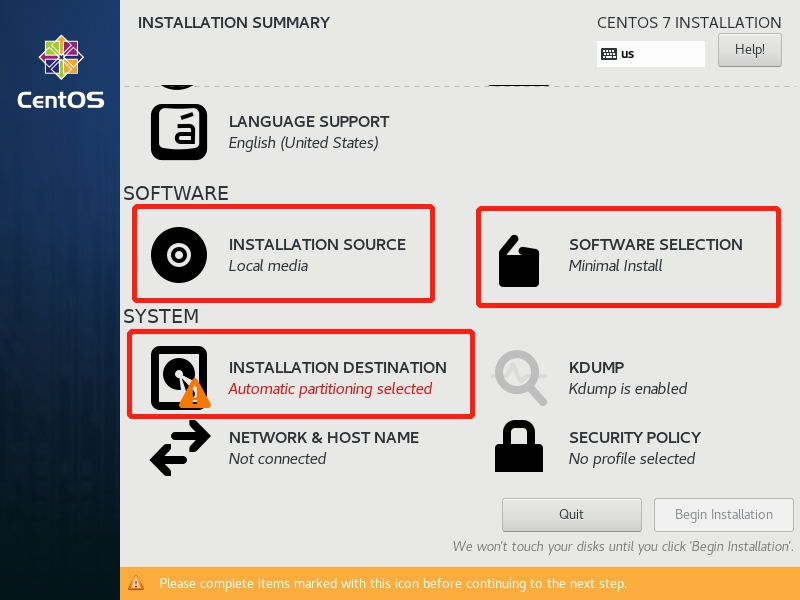 INSTALLATION SUMMARY
CENTOS 7 INSTALLATION
us
Help!
CentOS
LANGUAGE SUPPORT
English (United States)
SOFTWARE
INSTALLATION SOURCE
Local media
SOFTWARE SELECTION
Minimal Install
SYSTEM
INSTALLATION DESTINATION
Automatic partitioning selected
KDUMP
Kdump is enabled
NETWORK & HOST NAME
Not connected
SECURITY POLICY
No profile selected
Quit
Begin Installation
We won't touch your disks until you click 'Begin Installation'.
Please complete items marked with this icon before continuing to the next step.